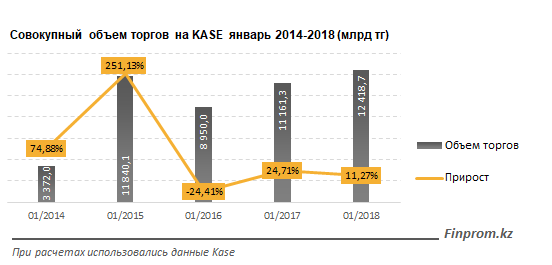 Совокупный объем торгов на KASE январь 2014-2018 (млрд тг)
251,13%
74,88%
-24,41%
24,71%
11,27%
3 372,0
11 840,1
8 950,0
11 161,3
12 418,7
Объем торгов
Прирост
01/2014 01/2015 01/2016 01/2017 01/2018
Finprom.kz
При расчетах использовались данные Kase